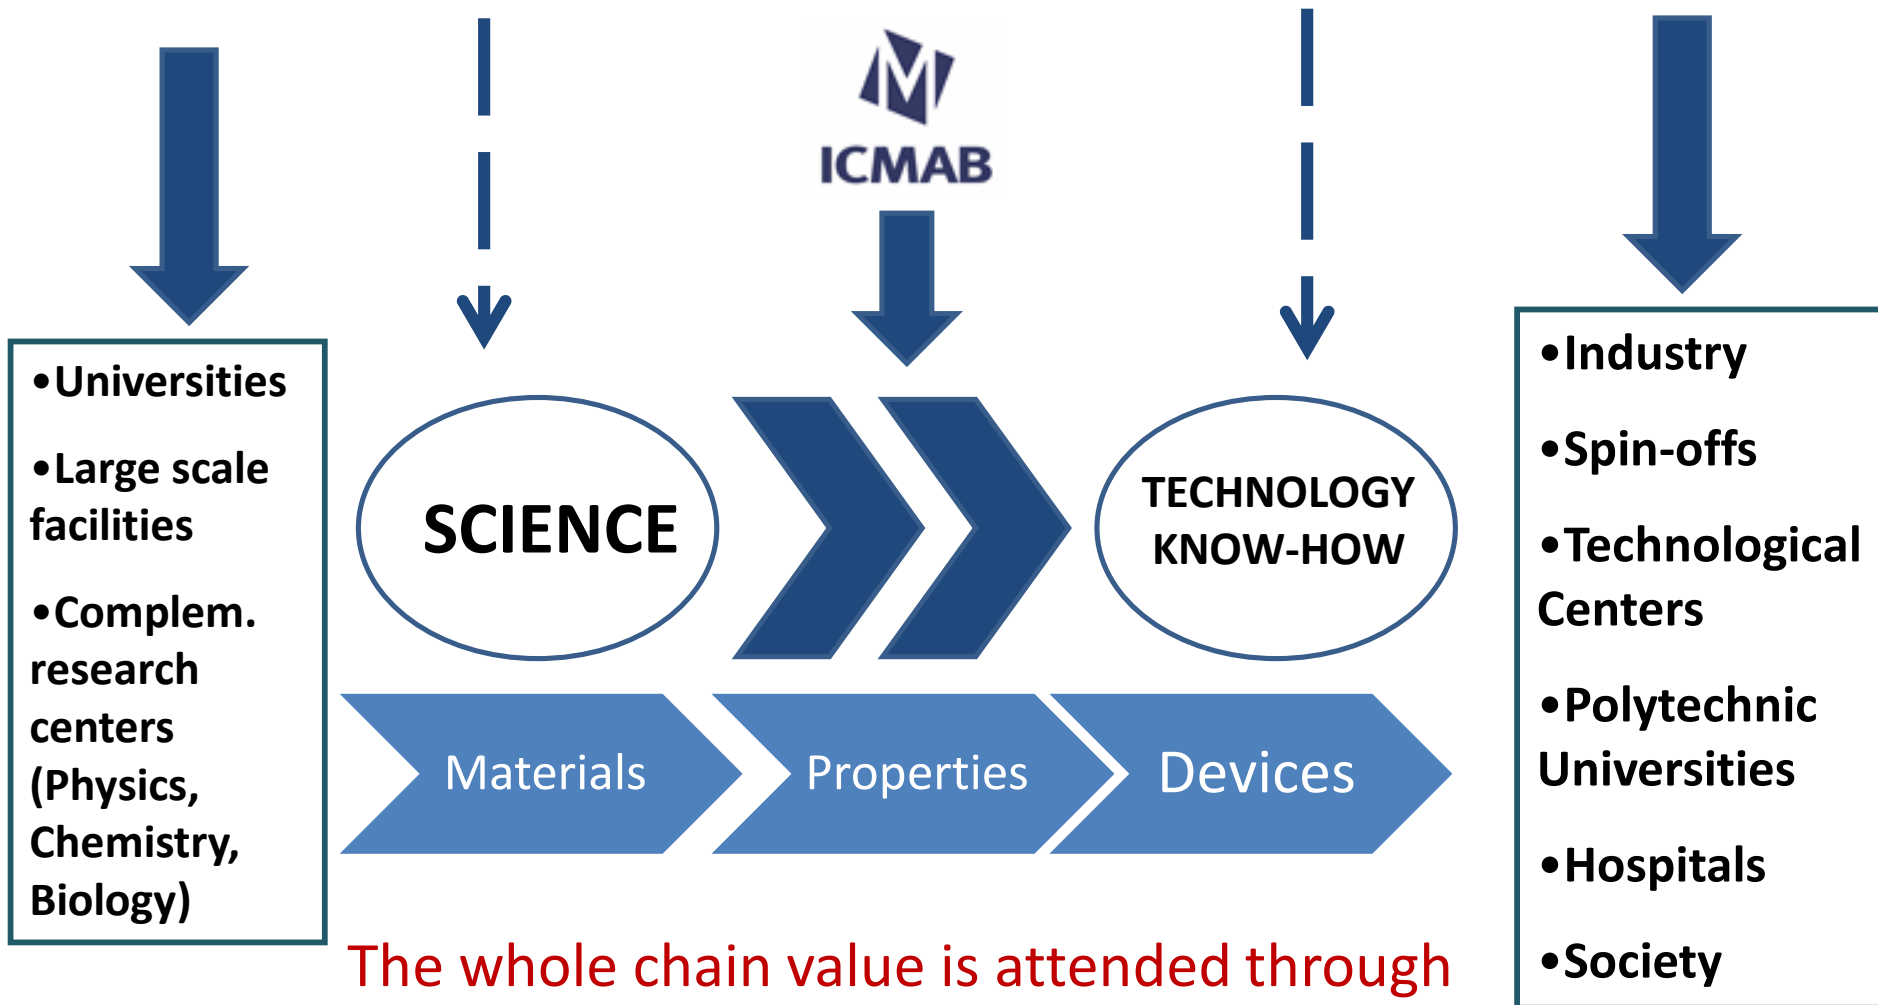 ICMAB
•Universities
•Large scale
facilities
•Complem.
research
centers
(Physics,
Chemistry,
Biology)
SCIENCE
TECHNOLOGY
KNOW-HOW
Materials
Properties
Devices
•Industry
•Spin-offs
•Technological
Centers
•Polytechnic
Universities
•Hospitals
•Society
The whole chain value is attended through